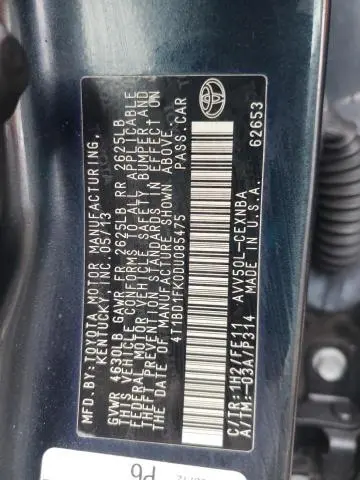 MFD.BY: TOYOTA MOTOR MANUFACTURING,
KENTUCKY, INC. 05/13
GVWR 4630LB GAWR FR 2625LB RR 2625LB
THIS VEHICLE CONFORMS TO ALL APPLICABLE
FEDERAL MOTOR VEHICLE SAFETY, BUMPER, AND
THEFT PREVENTION STANDARDS IN EFFECT ON
THE DATE OF MANUFACTURE SHOWN ABOVE.
4T1BD1FK0DU085475 PASS.CAR
C/TR: 1H2/FE11 AVV50L-CEXNBA
A/TM: -03A/P314 MADE IN U.S.A. 62653
P6